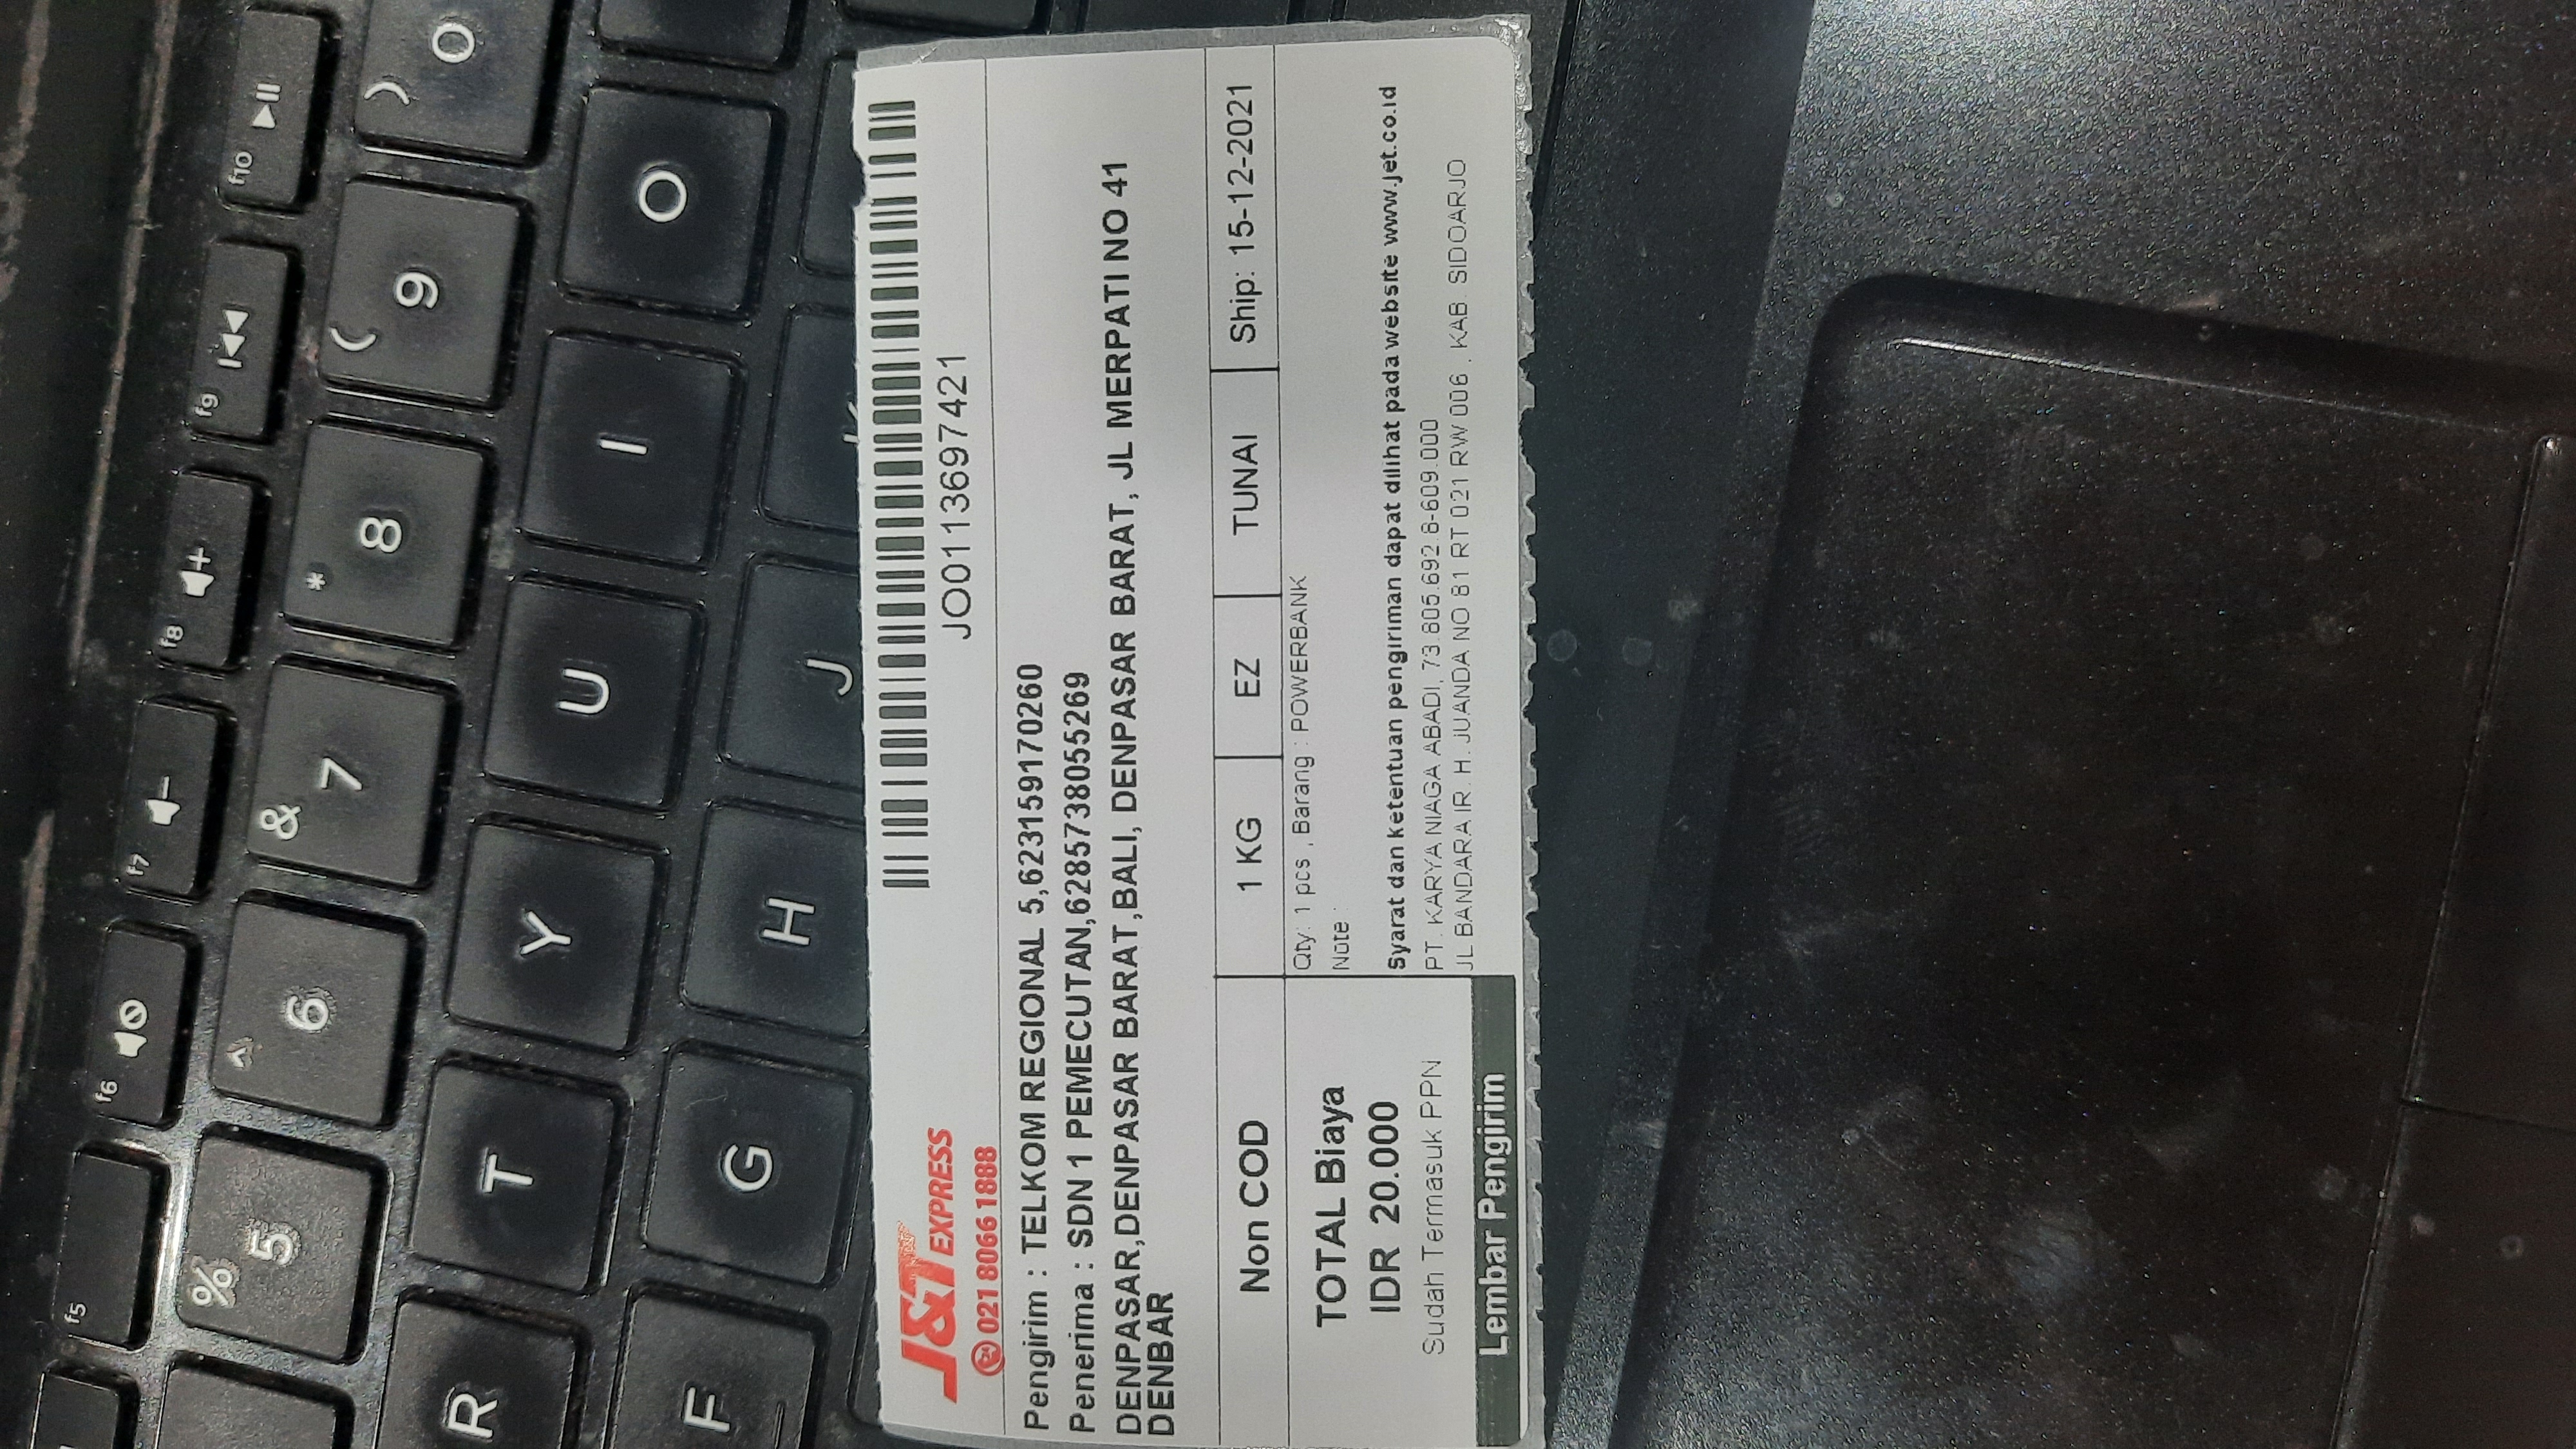 f5
f6
f7
f8
f9
f10
%
5
^
6
&
7
*
8
(
9
)
0
R
T
Y
U
I
O
F
G
H
J
J&T EXPRESS
021 8066 1888
JO0113697421
Pengirim : TELKOM REGIONAL 5,623159170260
Penerima : SDN 1 PEMECUTAN,6285738055269
DENPASAR,DENPASAR BARAT,BALI, DENPASAR BARAT, JL MERPATI NO 41
DENBAR
Non COD
1 KG
EZ
TUNAI
Ship: 15-12-2021
TOTAL Biaya
IDR 20.000
Sudah Termasuk PPN
Lembar Pengirim
Qty: 1 pcs , Barang : POWERBANK
Note :
Syarat dan ketentuan pengiriman dapat dilihat pada website www.jet.co.id
PT. KARYA NIAGA ABADI, 73.805.692.8-609.000
JL BANDARA IR. H. JUANDA NO 81 RT 021 RW 006 , KAB. SIDOARJO